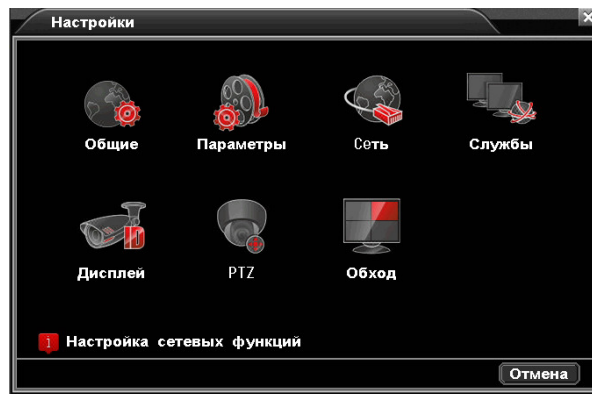 Настройки
Общие Параметры Сеть Службы
Дисплей PTZ Обход
Настройка сетевых функций
Отмена